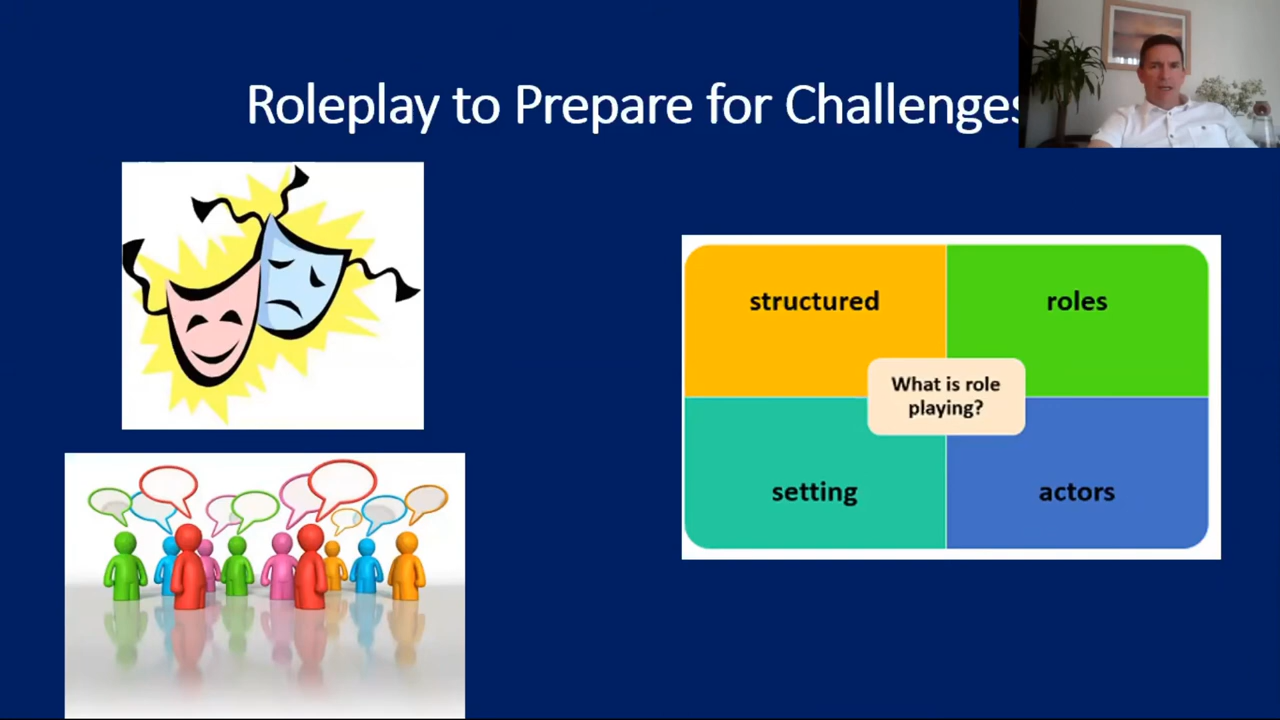 Roleplay to Prepare for Challenges
structured
roles
What is role
playing?
setting
actors